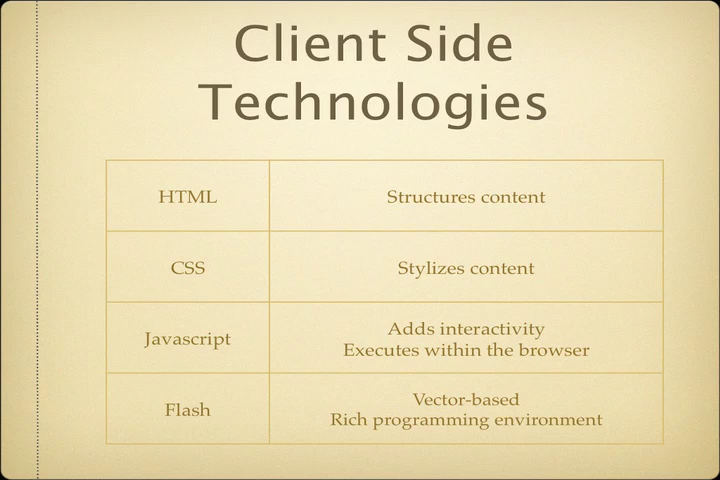 Client Side
Technologies
HTML
Structures content
CSS
Stylizes content
Javascript
Adds interactivity
Executes within the browser
Flash
Vector-based
Rich programming environment